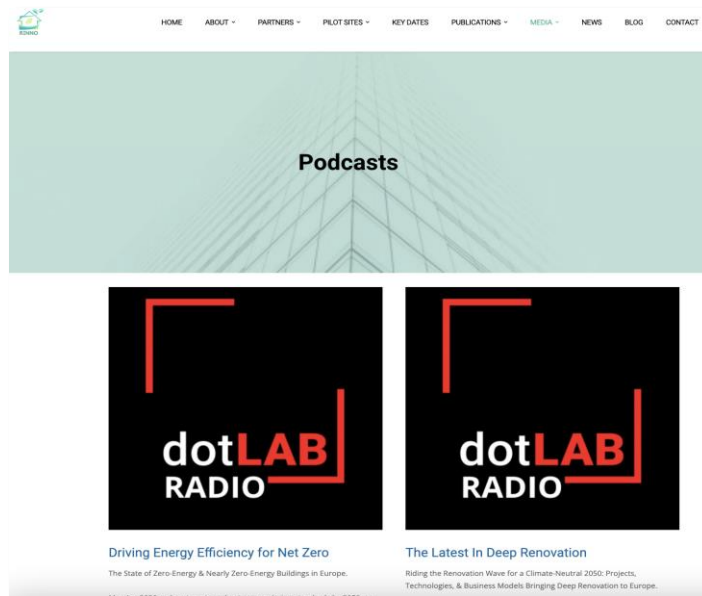 RINNO
HOME ABOUT PARTNERS PILOT SITES KEY DATES PUBLICATIONS MEDIA NEWS BLOG CONTACT
Podcasts
dotLAB
RADIO
dotLAB
RADIO
Driving Energy Efficiency for Net Zero
The State of Zero-Energy & Nearly Zero-Energy Buildings in Europe.
The Latest In Deep Renovation
Riding the Renovation Wave for a Climate-Neutral 2050: Projects,
Technologies, & Business Models Bringing Deep Renovation to Europe.